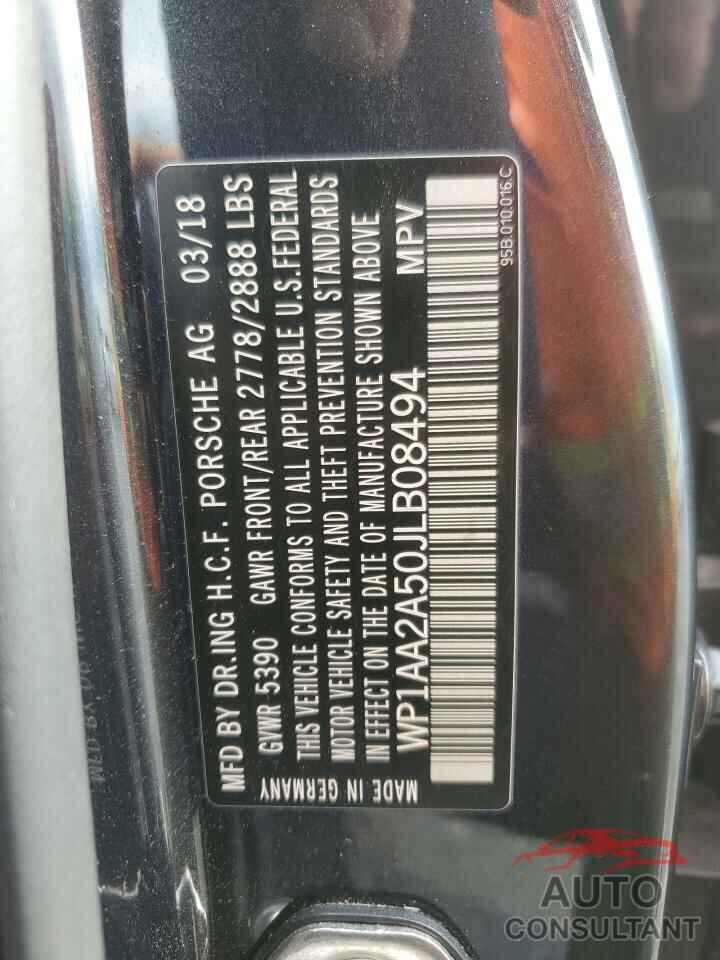 MFD BY DR.ING H.C.F. PORSCHE AG 03/18
GVWR 5390 GAWR FRONT/REAR 2778/2888 LBS
THIS VEHICLE CONFORMS TO ALL APPLICABLE U.S.FEDERAL
MOTOR VEHICLE SAFETY AND THEFT PREVENTION STANDARDS
IN EFFECT ON THE DATE OF MANUFACTURE SHOWN ABOVE
WP1AA2A50JLB08494 MPV
MADE IN GERMANY
95B.010.016.C
AUTO
CONSULTANT